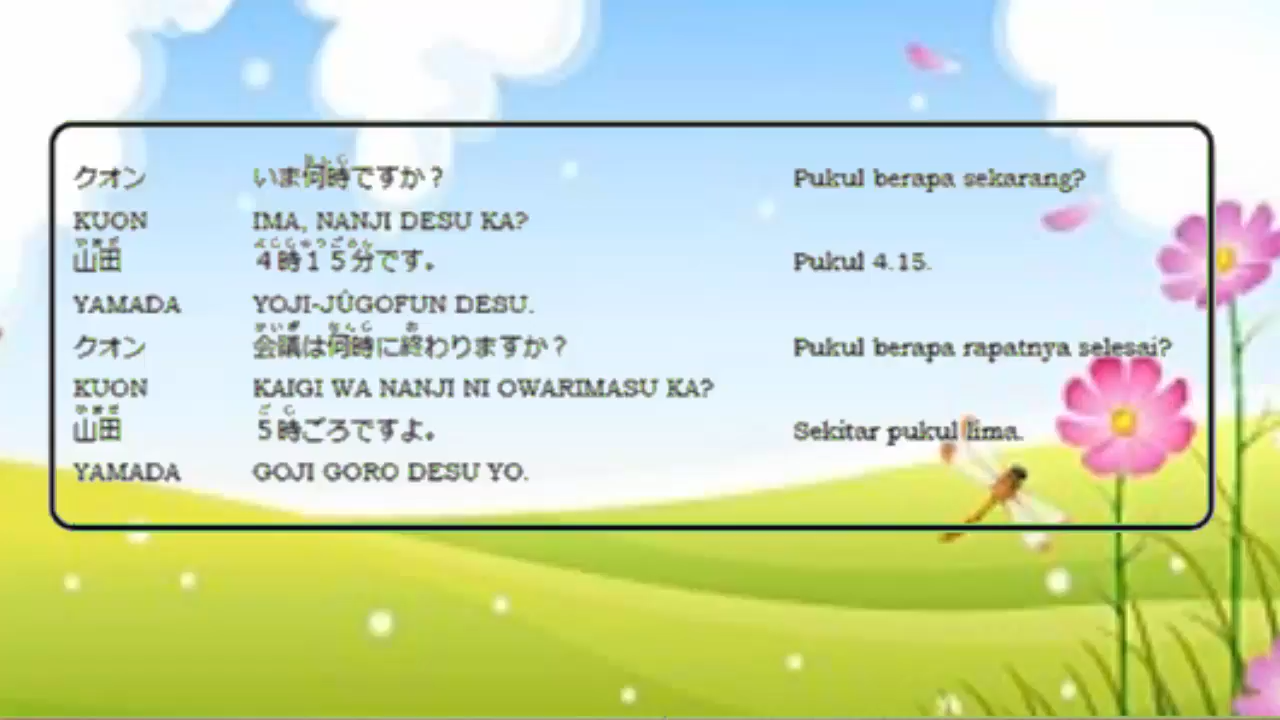 クオン いま何時ですか? Pukul berapa sekarang?
KUON IMA, NANJI DESU KA?
山田 4時15分です。 Pukul 4.15.
YAMADA YOJI-JÛGOFUN DESU.
クオン 会議は何時に終わりますか? Pukul berapa rapatnya selesai?
KUON KAIGI WA NANJI NI OWARIMASU KA?
山田 5時ごろですよ。 Sekitar pukul lima.
YAMADA GOJI GORO DESU YO.